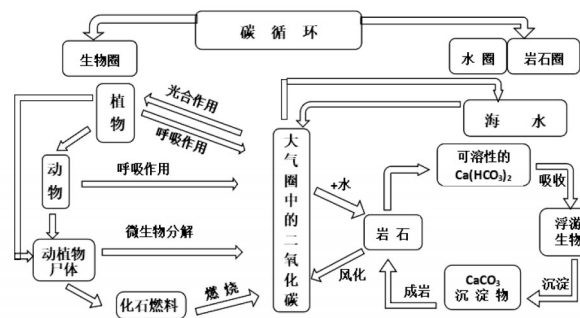 碳循环
生物圈
水圈
岩石圈
植
物
光合作用
呼吸作用
海水
大气圈中的二氧化碳
可溶性的
Ca(HCO₃)₂
+水
吸收
动
物
呼吸作用
岩石
浮游
生物
微生物分解
动植物
尸体
风化
成岩
CaCO₃
沉淀物
沉淀
化石燃料
燃烧